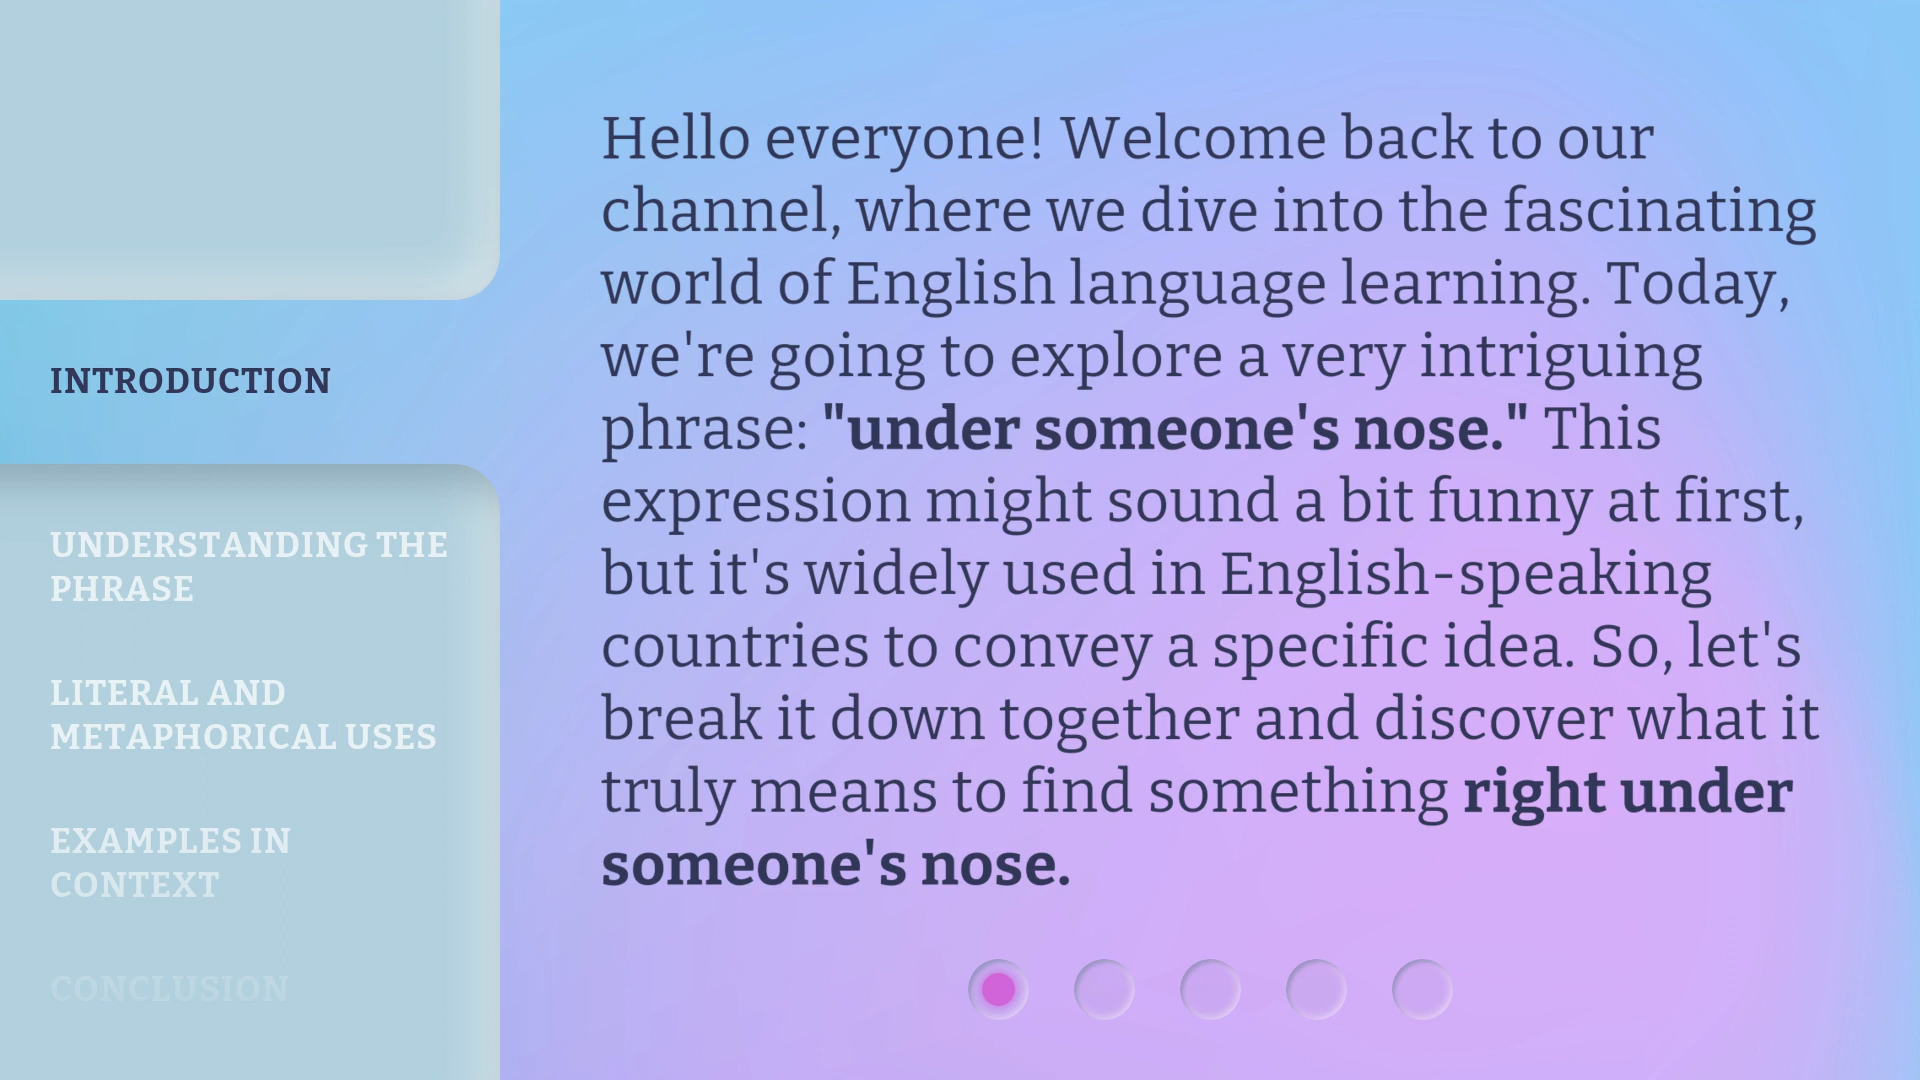 INTRODUCTION
UNDERSTANDING THE
PHRASE
LITERAL AND
METAPHORICAL USES
EXAMPLES IN
CONTEXT
CONCLUSION
Hello everyone! Welcome back to our
channel, where we dive into the fascinating
world of English language learning. Today,
we're going to explore a very intriguing
phrase: "under someone's nose." This
expression might sound a bit funny at first,
but it's widely used in English-speaking
countries to convey a specific idea. So, let's
break it down together and discover what it
truly means to find something right under
someone's nose.